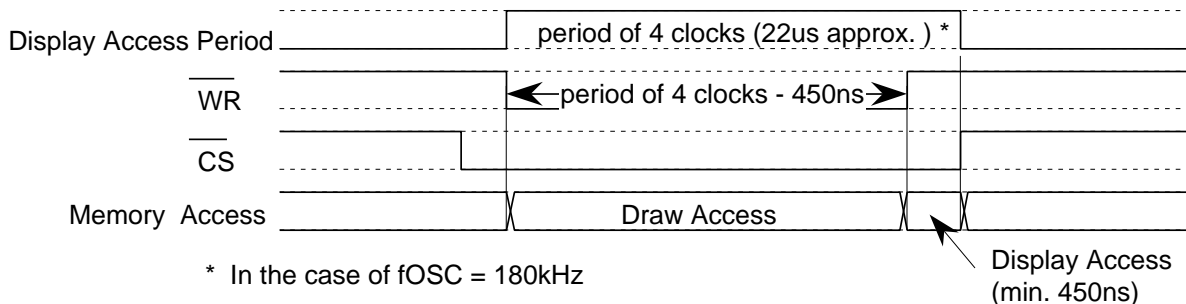 Display Access Period
period of 4 clocks (22us approx. ) *
WR
period of 4 clocks - 450ns
CS
Memory Access
Draw Access
* In the case of fOSC = 180kHz
Display Access
(min. 450ns)